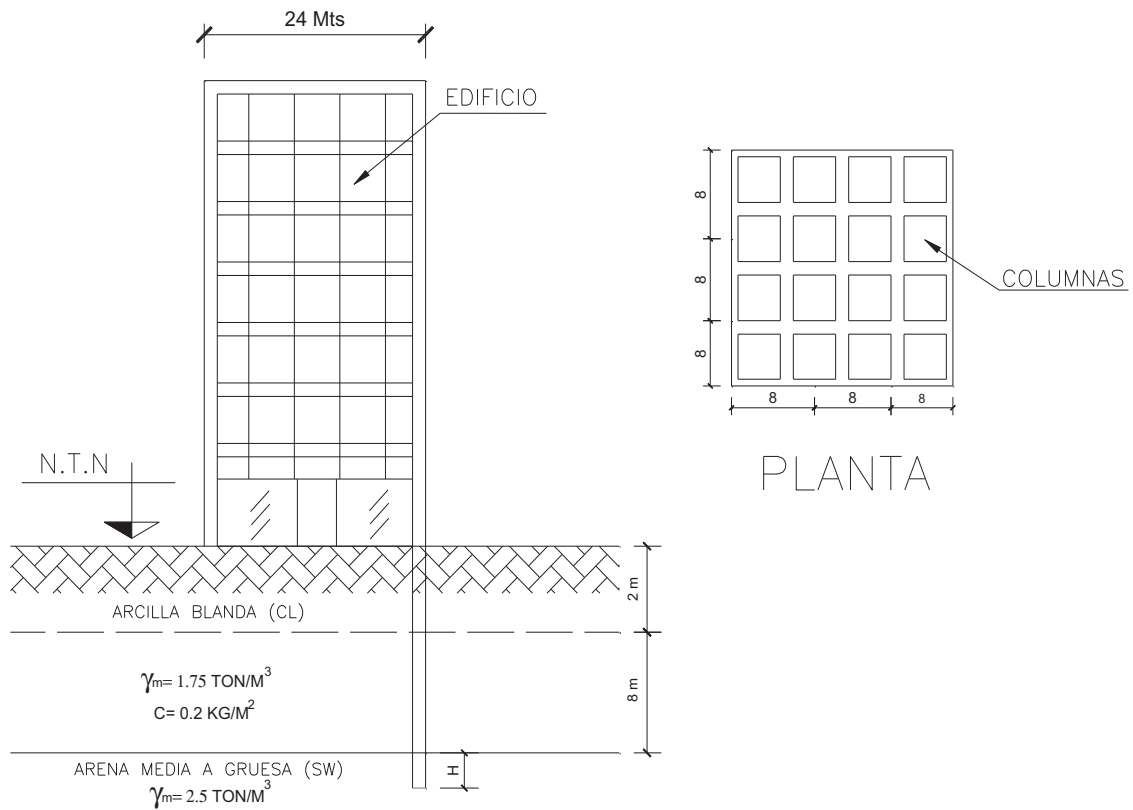 24 Mts
EDIFICIO
8
8
8
COLUMNAS
8 8 8
PLANTA
N.T.N
2 m
ARCILLA BLANDA (CL)
γm= 1.75 TON/M³
C= 0.2 KG/M²
8 m
ARENA MEDIA A GRUESA (SW)
γm= 2.5 TON/M³
H